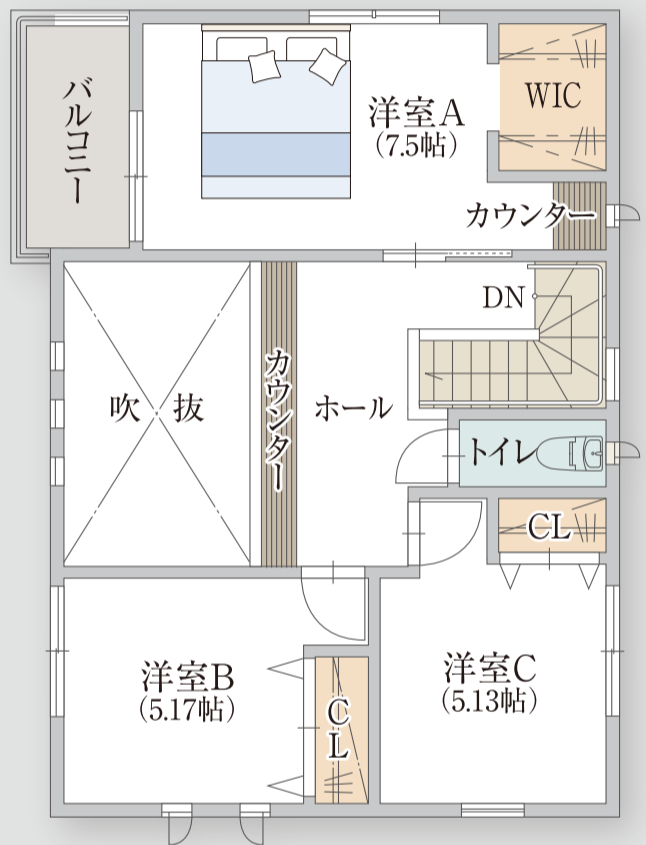 バルコニー
洋室A
(7.5帖)
WIC
カウンター
DN
吹抜
カウンター
ホール
トイレ
CL
洋室B
(5.17帖)
CL
洋室C
(5.13帖)